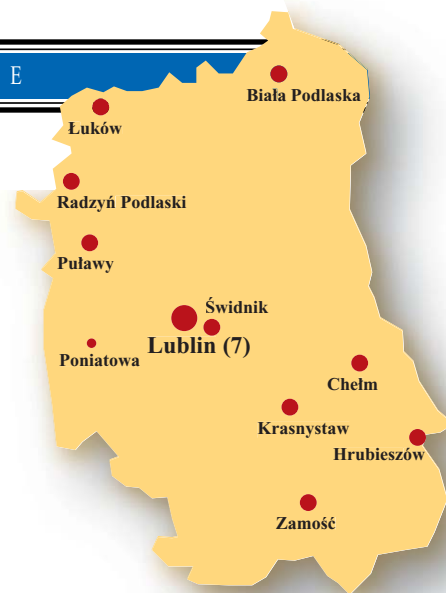 E
Biała Podlaska
Łuków
Radzyń Podlaski
Puławy
Świdnik
Lublin (7)
Poniatowa
Chełm
Krasnystaw
Hrubieszów
Zamość